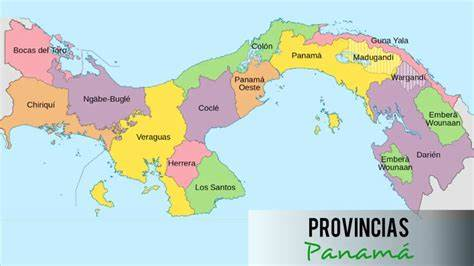 Bocas del Toro
Chiriquí
Ngäbe-Buglé
Veraguas
Herrera
Los Santos
Coclé
Colón
Panamá
Oeste
Panamá
Guna Yala
Madugandí
Wargandí
Emberá
Wounaan
Emberá
Wounaan
Darién
PROVINCIAS
Panamá